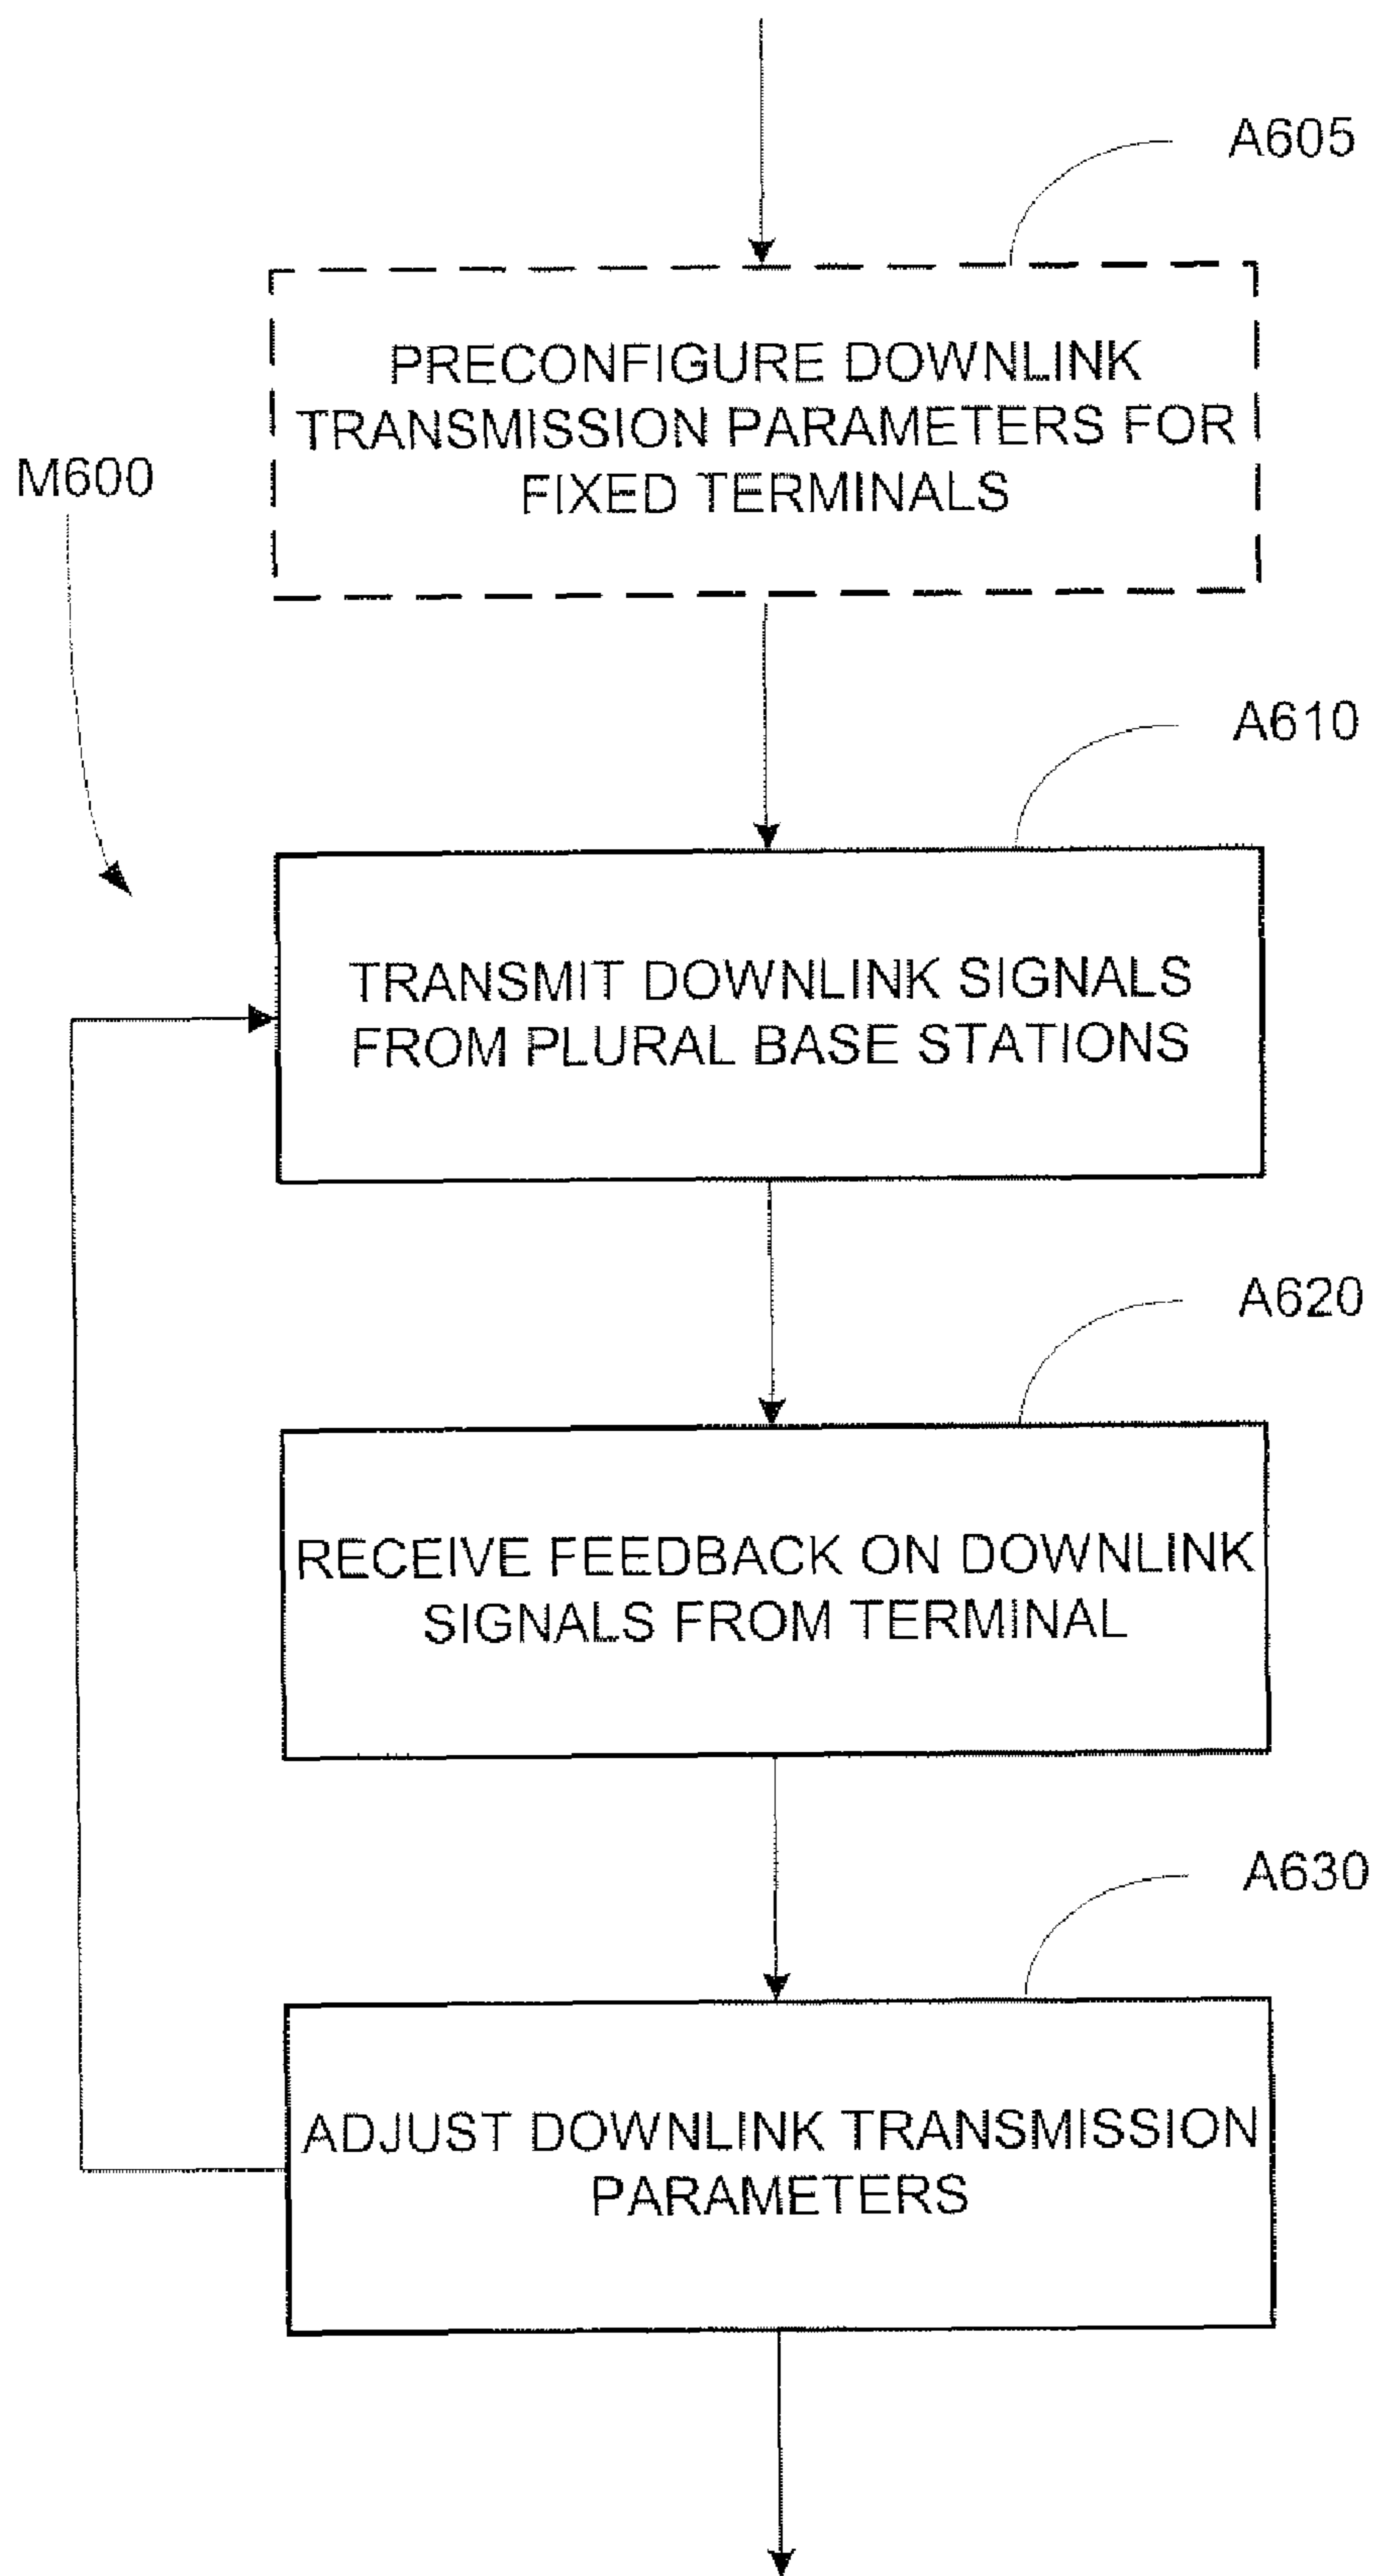 A605
PRECONFIGURE DOWNLINK
TRANSMISSION PARAMETERS FOR
FIXED TERMINALS
M600
A610
TRANSMIT DOWNLINK SIGNALS
FROM PLURAL BASE STATIONS
A620
RECEIVE FEEDBACK ON DOWNLINK
SIGNALS FROM TERMINAL
A630
ADJUST DOWNLINK TRANSMISSION
PARAMETERS